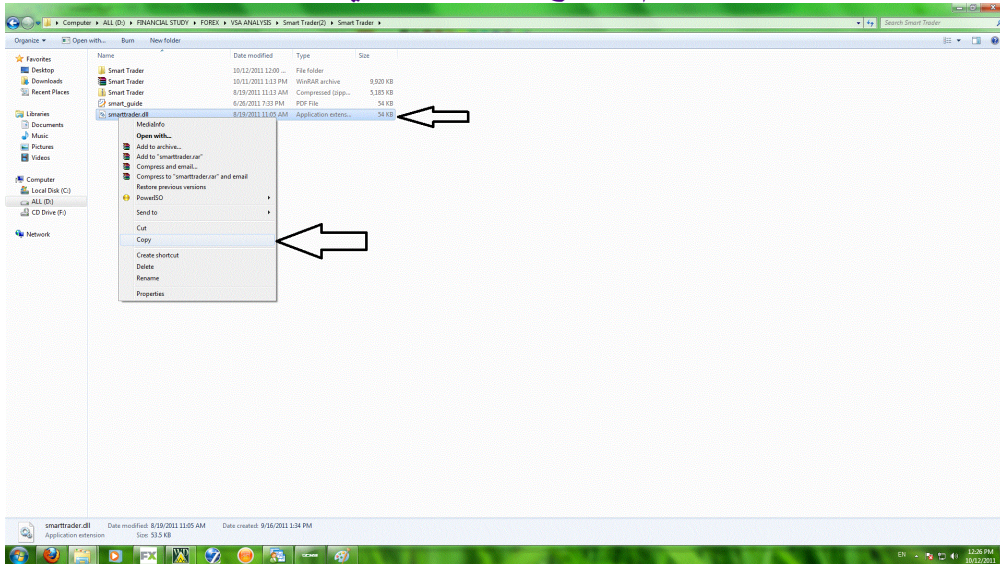 Computer ▸ ALL (D:) ▸ FINANCIAL STUDY ▸ FOREX ▸ VSA ANALYSIS ▸ Smart Trader(2) ▸ Smart Trader ▸
Search Smart Trader
Organize Open with... Burn New folder
Name Date modified Type Size
Favorites
Desktop
Downloads
Recent Places
Libraries
Documents
Music
Pictures
Videos
Computer
Local Disk (C:)
ALL (D:)
CD Drive (F:)
Network
Smart Trader 10/12/2011 12:00 ... File folder
Smart Trader 10/11/2011 1:13 PM WinRAR archive 9,920 KB
Smart Trader 8/19/2011 11:13 AM Compressed (zipp... 5,185 KB
smart_guide 6/26/2011 7:33 PM PDF File 54 KB
smarttrader.dll 8/19/2011 11:05 AM Application extens... 54 KB
MediaInfo
Open with...
Add to archive...
Add to "smarttrader.rar"
Compress and email...
Compress to "smarttrader.rar" and email
Restore previous versions
PowerISO
Send to
Cut
Copy
Create shortcut
Delete
Rename
Properties
smarttrader.dll Date modified: 8/19/2011 11:05 AM Date created: 9/16/2011 1:34 PM
Application extension Size: 53.5 KB
FX
EN
12:26 PM
10/12/2011